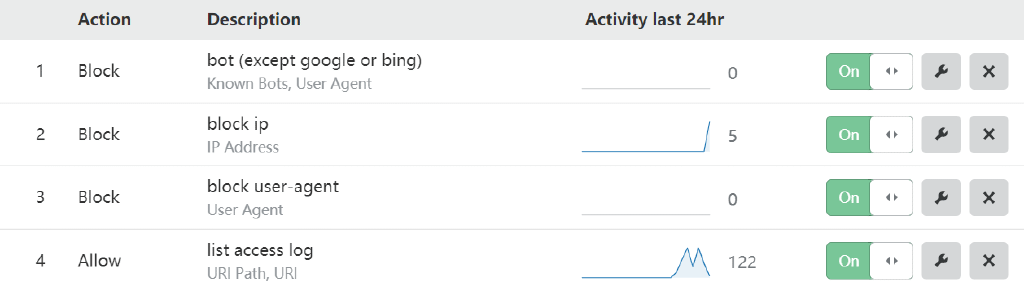 Action Description Activity last 24hr
1 Block bot (except google or bing) 0 On
Known Bots, User Agent
2 Block block ip 5 On
IP Address
3 Block block user-agent 0 On
User Agent
4 Allow list access log 122 On
URI Path, URI